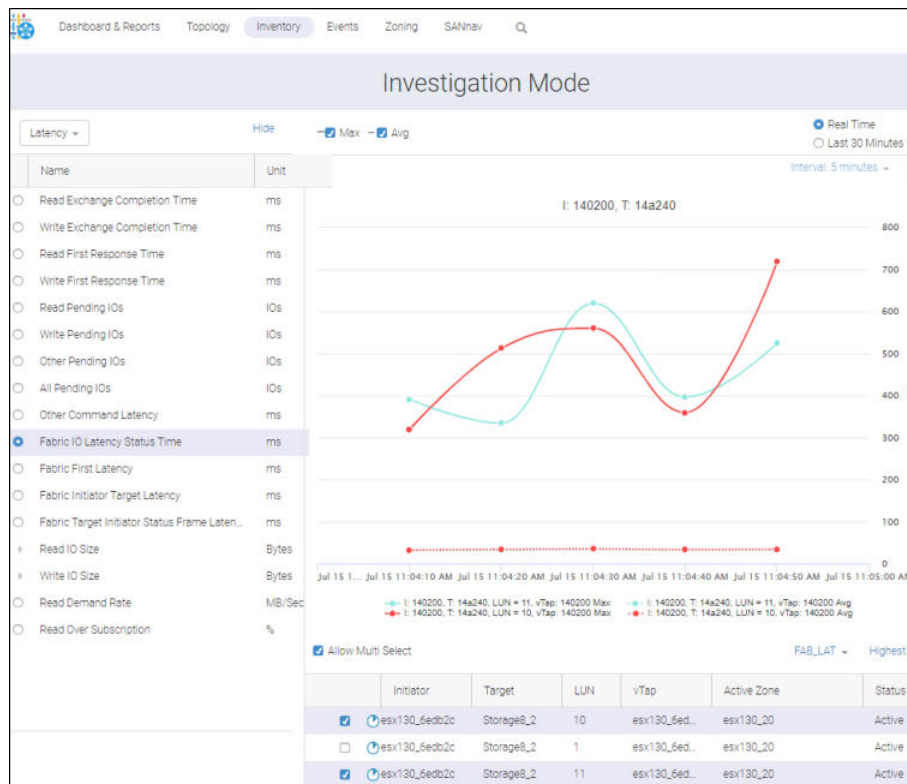 Dashboard & Reports Topology Inventory Events Zoning SANnav
Investigation Mode
Latency Hide Max Avg Real Time
Last 30 Minutes
Name Unit Interval: 5 minutes
Read Exchange Completion Time ms I: 140200, T: 14a240
Write Exchange Completion Time ms 800
Read First Response Time ms 700
Write First Response Time ms
Read Pending IOs IOs 600
Write Pending IOs IOs
Other Pending IOs IOs 500
All Pending IOs IOs 400
Other Command Latency ms
Fabric IO Latency Status Time ms 300
Fabric First Latency ms
Fabric Initiator Target Latency ms 200
Fabric Target Initiator Status Frame Laten... ms 100
Read IO Size Bytes 0
Write IO Size Bytes Jul 15 1... Jul 15 11:04:10 AM Jul 15 11:04:20 AM Jul 15 11:04:30 AM Jul 15 11:04:40 AM Jul 15 11:04:50 AM Jul 15 11:05:00 AM
Read Demand Rate MB/Sec I: 140200, T: 14a240, LUN = 11, vTap: 140200 Max I: 140200, T: 14a240, LUN = 11, vTap: 140200 Avg
I: 140200, T: 14a240, LUN = 10, vTap: 140200 Max I: 140200, T: 14a240, LUN = 10, vTap: 140200 Avg
Read Over Subscription %
Allow Multi Select FAB_LAT Highest
Initiator Target LUN vTap Active Zone Status
esx130_6edb2c Storage8_2 10 esx130_6ed... esx130_20 Active
esx130_6edb2c Storage8_2 1 esx130_6ed... esx130_20 Active
esx130_6edb2c Storage8_2 11 esx130_6ed... esx130_20 Active